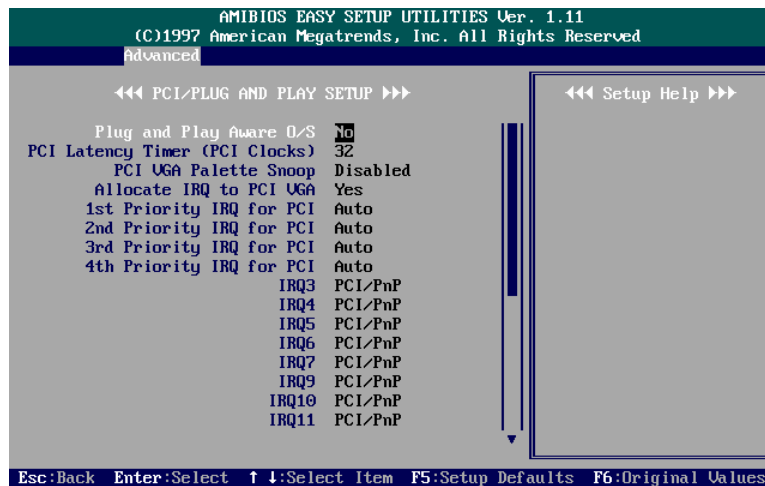 AMIBIOS EASY SETUP UTILITIES Ver. 1.11
(C)1997 American Megatrends, Inc. All Rights Reserved
Advanced
PCI/PLUG AND PLAY SETUP
Setup Help
Plug and Play Aware O/S No
PCI Latency Timer (PCI Clocks) 32
PCI VGA Palette Snoop Disabled
Allocate IRQ to PCI VGA Yes
1st Priority IRQ for PCI Auto
2nd Priority IRQ for PCI Auto
3rd Priority IRQ for PCI Auto
4th Priority IRQ for PCI Auto
IRQ3 PCI/PnP
IRQ4 PCI/PnP
IRQ5 PCI/PnP
IRQ6 PCI/PnP
IRQ7 PCI/PnP
IRQ9 PCI/PnP
IRQ10 PCI/PnP
IRQ11 PCI/PnP
Esc:Back Enter:Select ↑ ↓:Select Item F5:Setup Defaults F6:Original Values